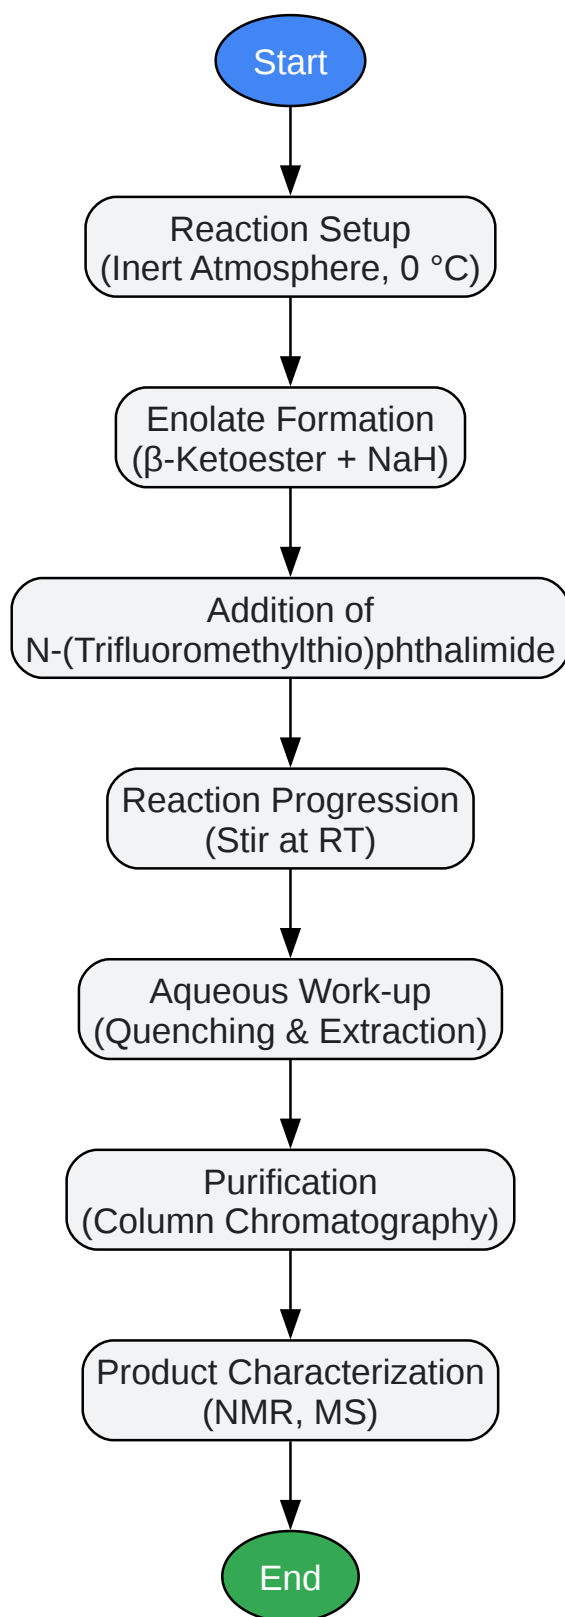 Start
Reaction Setup
(Inert Atmosphere, 0 °C)
Enolate Formation
(β-Ketoester + NaH)
Addition of
N-(Trifluoromethylthio)phthalimide
Reaction Progression
(Stir at RT)
Aqueous Work-up
(Quenching & Extraction)
Purification
(Column Chromatography)
Product Characterization
(NMR, MS)
End